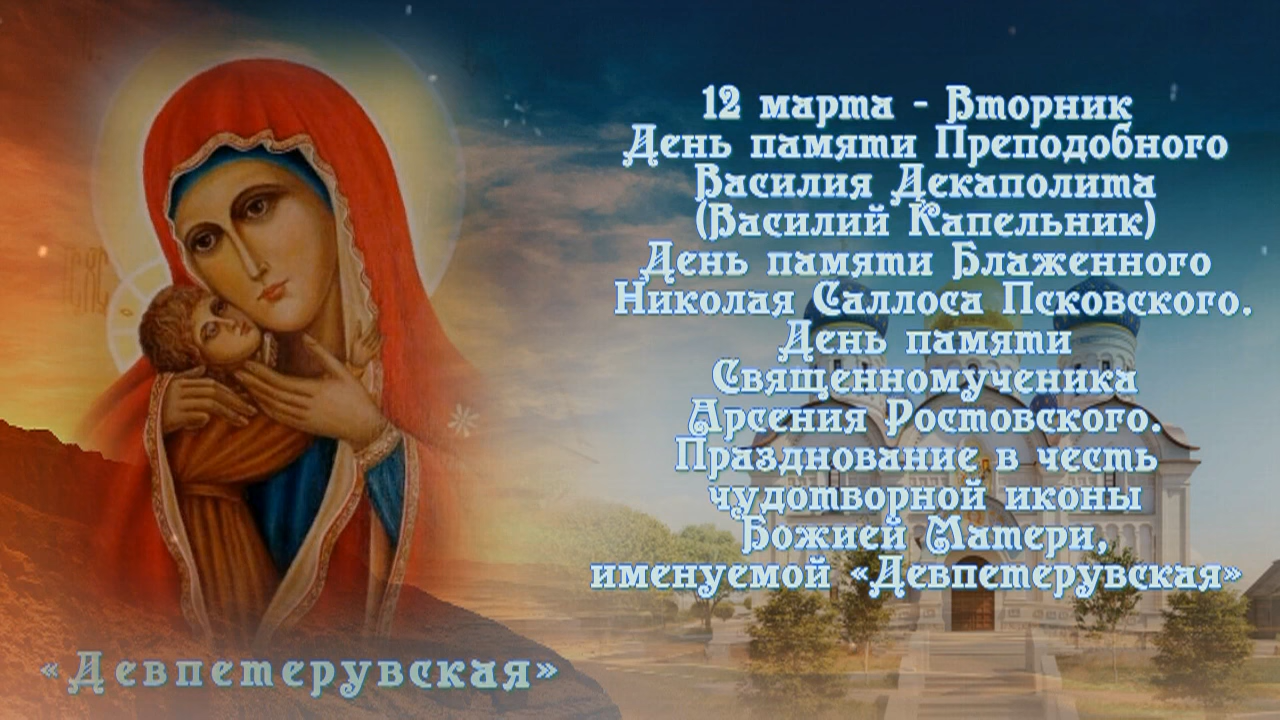 12 марта - Вторник
День памяти Преподобного
Василия Декаполита
(Василий Капельник)
День памяти Блаженного
Николая Саллоса Псковского.
День памяти
Священномученика
Арсения Ростовского.
Празднование в честь
чудотворной иконы
Божией Матери,
именуемой «Девпетерувская»
«Девпетерувская»